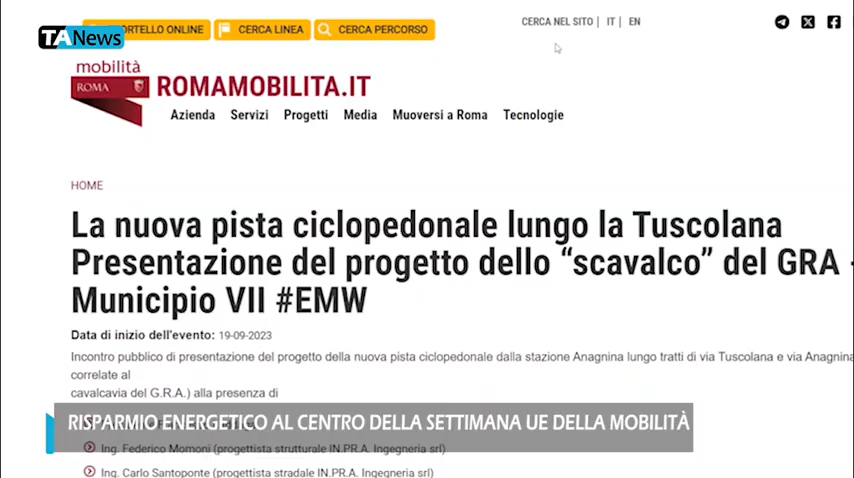 TA News
ORTELLO ONLINE
CERCA LINEA
CERCA PERCORSO
CERCA NEL SITO | IT | EN
mobilità
ROMA
ROMAMOBILITA.IT
Azienda Servizi Progetti Media Muoversi a Roma Tecnologie
HOME
La nuova pista ciclopedonale lungo la Tuscolana
Presentazione del progetto dello “scavalco” del GRA -
Municipio VII #EMW
Data di inizio dell'evento: 19-09-2023
Incontro pubblico di presentazione del progetto della nuova pista ciclopedonale dalla stazione Anagnina lungo tratti di via Tuscolana e via Anagnina
correlate al
cavalcavia del G.R.A.) alla presenza di
RISPARMIO ENERGETICO AL CENTRO DELLA SETTIMANA UE DELLA MOBILITÀ
Ing. Federico Momoni (progettista strutturale IN.PR.A. Ingegneria srl)
Ing. Carlo Santoponte (progettista stradale IN.PR.A. Ingegneria srl)